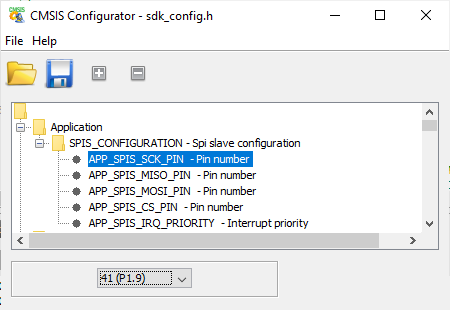 CMSIS Configurator - sdk_config.h
File Help
Application
SPIS_CONFIGURATION - Spi slave configuration
APP_SPIS_SCK_PIN - Pin number
APP_SPIS_MISO_PIN - Pin number
APP_SPIS_MOSI_PIN - Pin number
APP_SPIS_CS_PIN - Pin number
APP_SPIS_IRQ_PRIORITY - Interrupt priority
41 (P1.9)